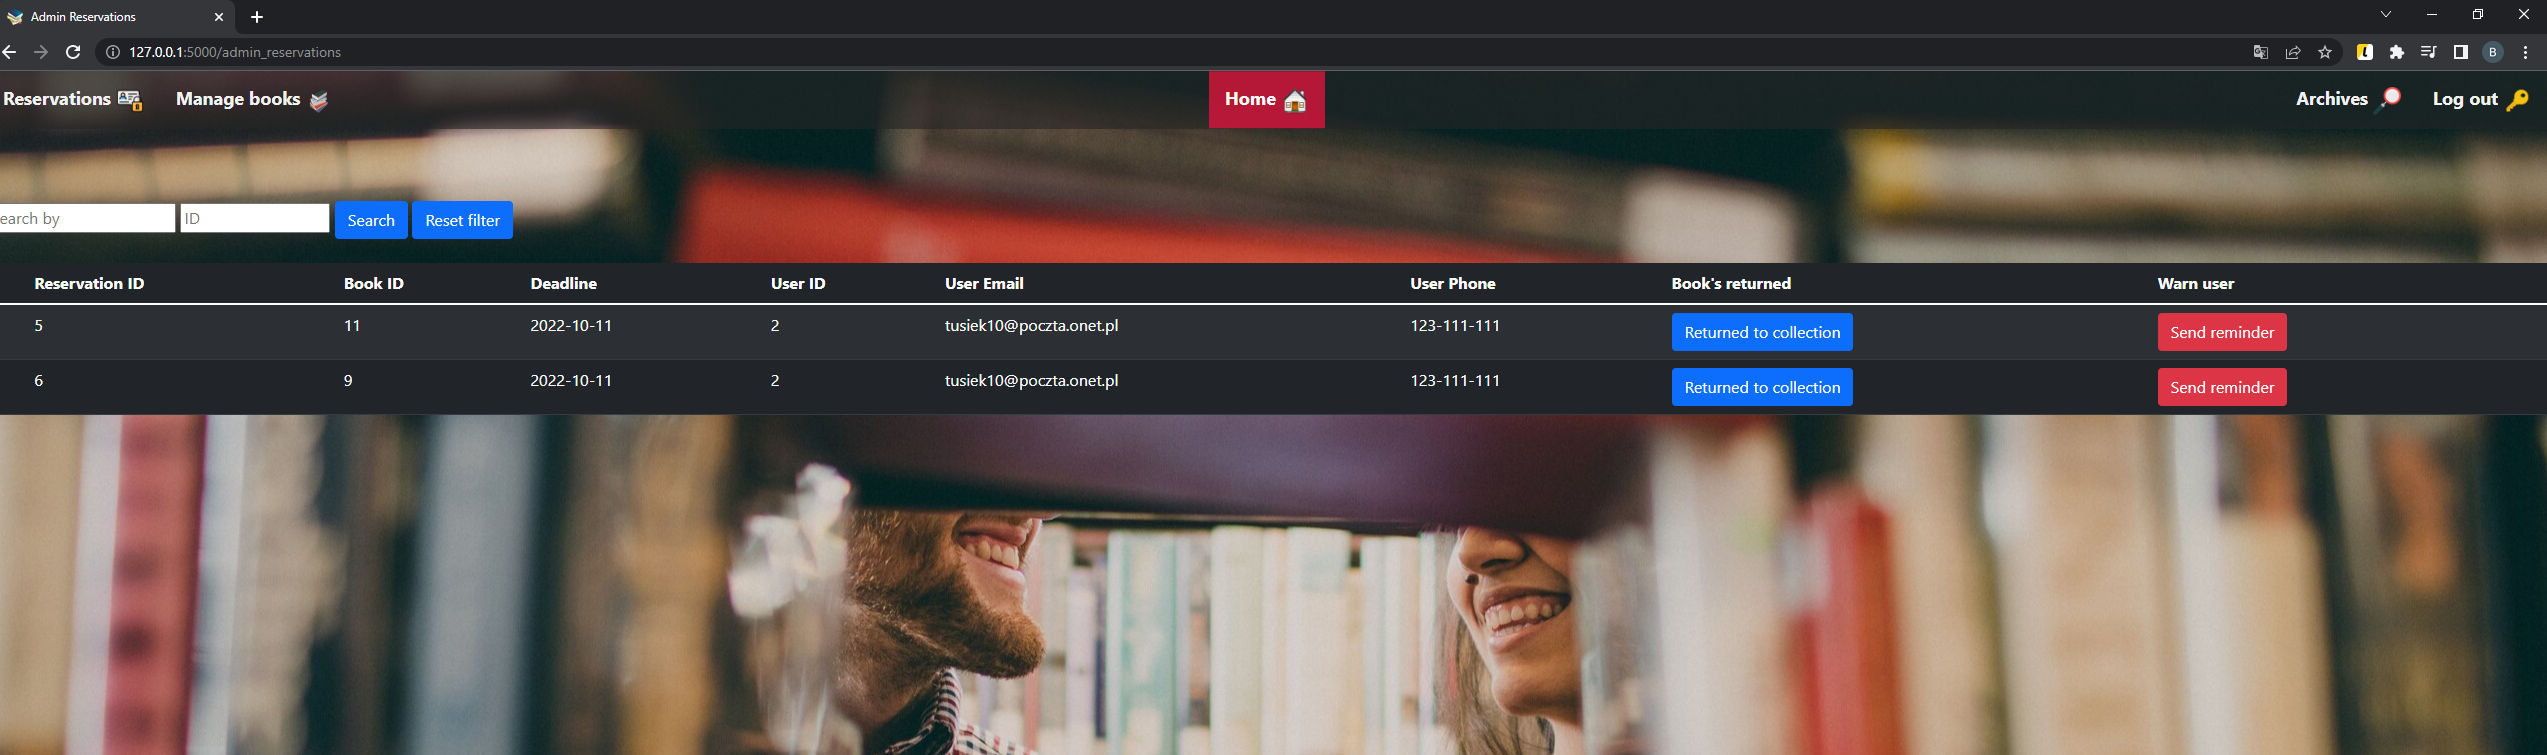 Admin Reservations
127.0.0.1:5000/admin_reservations
B
Reservations Manage books Home Archives Log out
earch by ID Search Reset filter
Reservation ID Book ID Deadline User ID User Email User Phone Book's returned Warn user
5 11 2022-10-11 2 tusiek10@poczta.onet.pl 123-111-111 Returned to collection Send reminder
6 9 2022-10-11 2 tusiek10@poczta.onet.pl 123-111-111 Returned to collection Send reminder